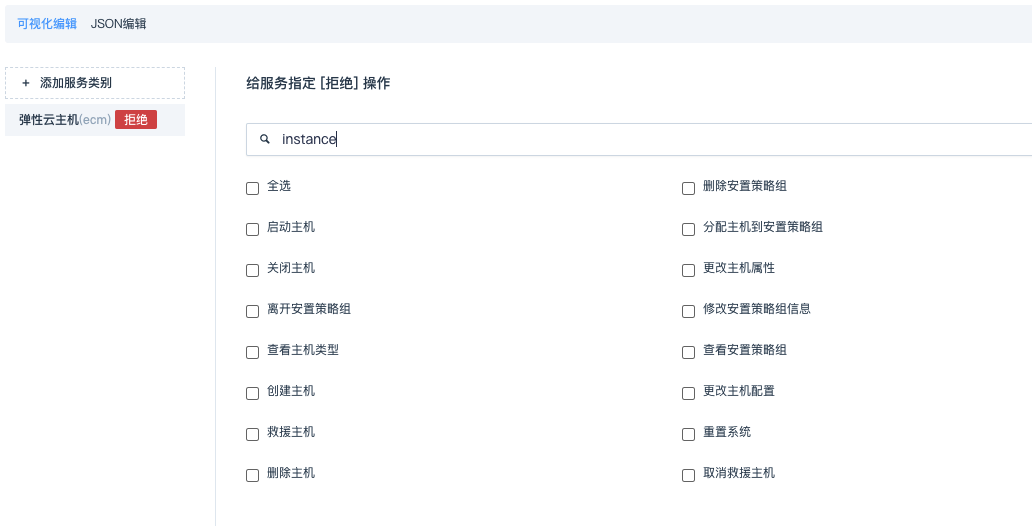 可视化编辑 JSON编辑
+ 添加服务类别
弹性云主机(ecm) 拒绝
给服务指定 [拒绝] 操作
instance
全选
启动主机
关闭主机
离开安置策略组
查看主机类型
创建主机
救援主机
删除主机
删除安置策略组
分配主机到安置策略组
更改主机属性
修改安置策略组信息
查看安置策略组
更改主机配置
重置系统
取消救援主机